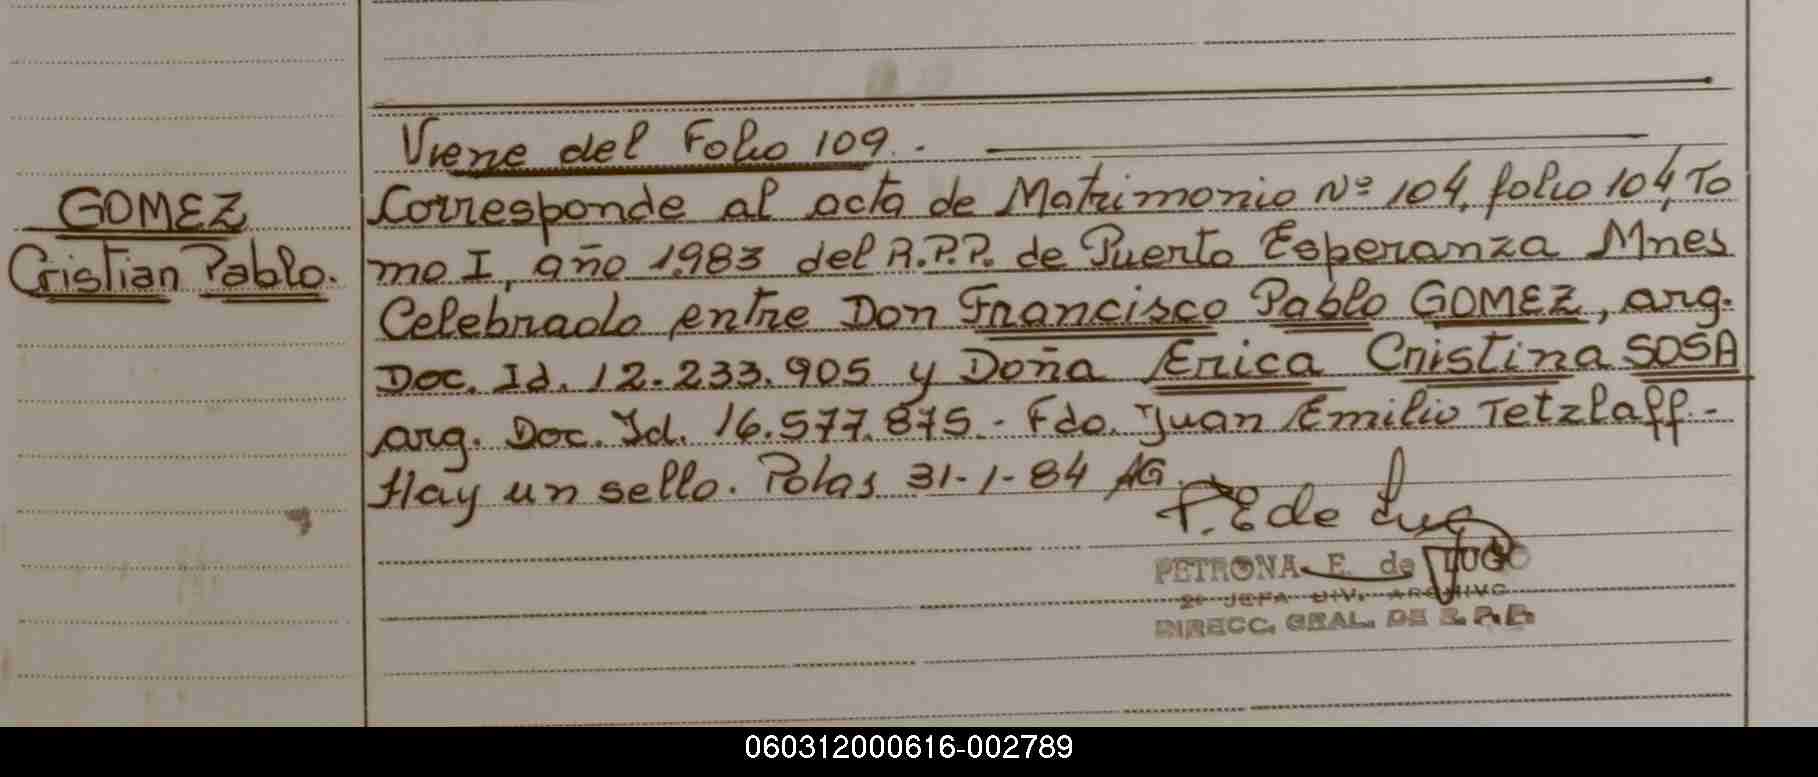 Viene del Folio 109.
GOMEZ
Cristian Pablo.
Corresponde al acta de Matrimonio Nº 104, folio 104, To
mo I, año 1983 del R.P.P. de Puerto Esperanza Mnes
Celebrado entre Don Francisco Pablo GOMEZ, arg.
Doc. Id. 12.233.905 y Doña Erica Cristina SOSA
arg. Doc. Id. 16.577.875.- Fdo. Juan Emilio Tetzlaff.-
Hay un sello. Pdas 31-1-84 AG.
P. E de Lugo
PETRONA E. de LUGO
2º JEFA DIV. ARCHIVO
DIRECC. GRAL. DE R.P.P.
060312000616-002789